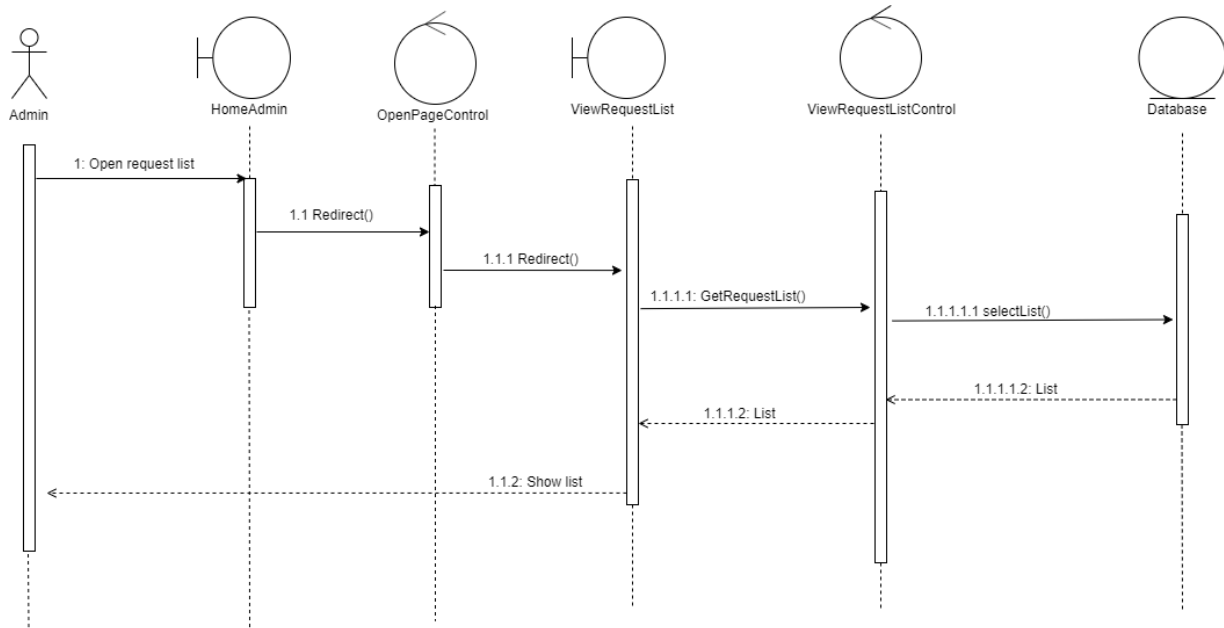 Admin
HomeAdmin
OpenPageControl
ViewRequestList
ViewRequestListControl
Database
1: Open request list
1.1 Redirect()
1.1.1 Redirect()
1.1.1.1: GetRequestList()
1.1.1.1.1 selectList()
1.1.1.1.2: List
1.1.1.2: List
1.1.2: Show list